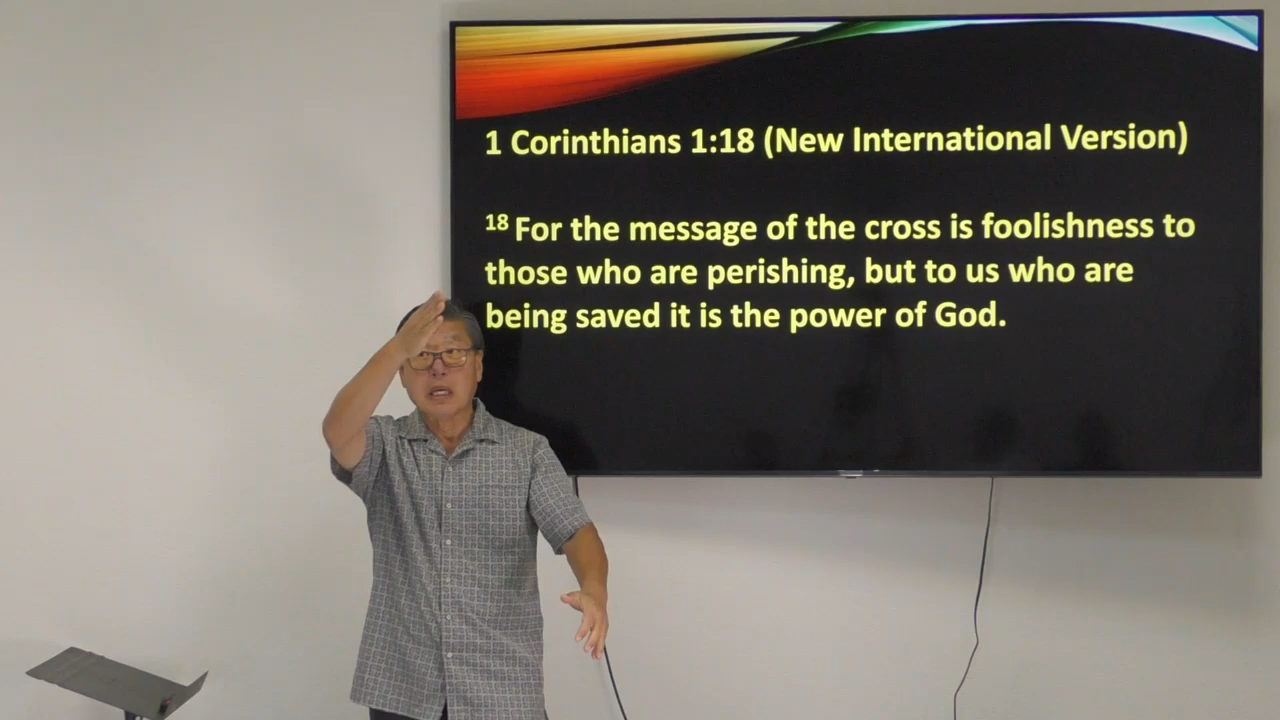 1 Corinthians 1:18 (New International Version)
18 For the message of the cross is foolishness to
those who are perishing, but to us who are
being saved it is the power of God.